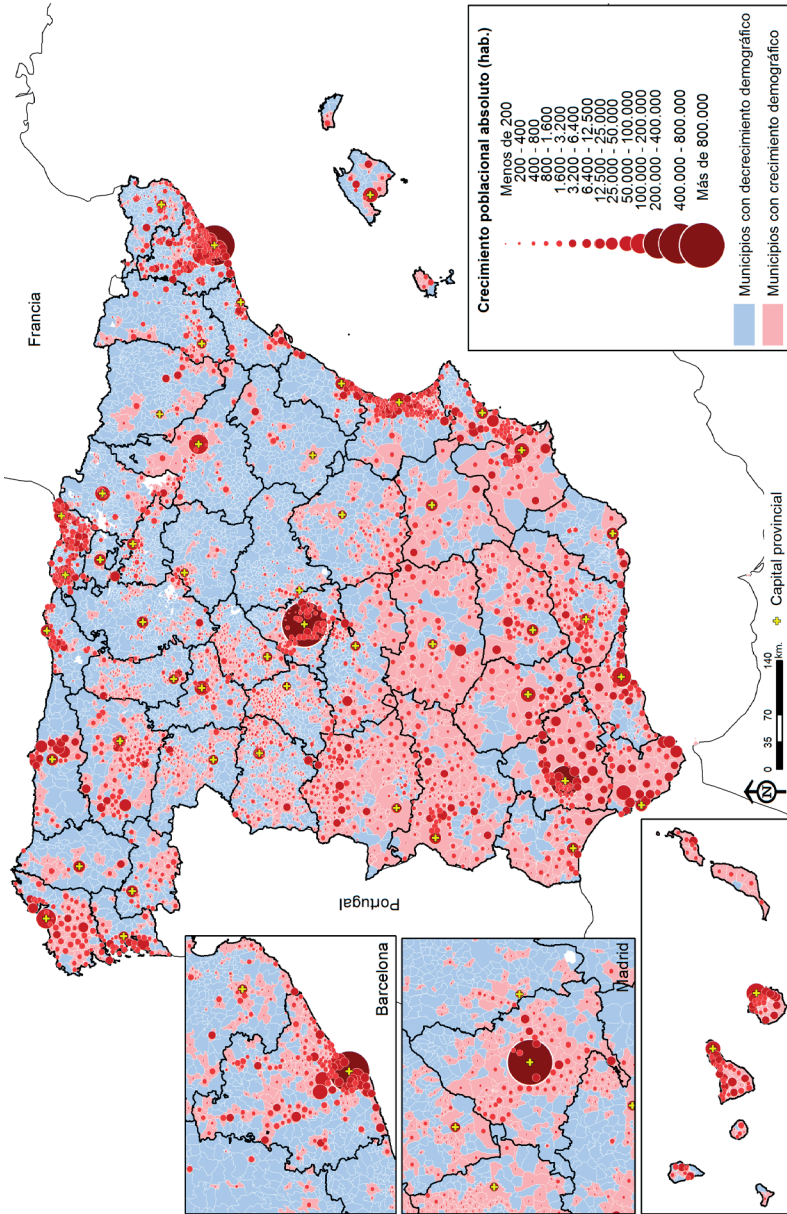 Francia
Portugal
Barcelona
Madrid
Crecimiento poblacional absoluto (hab.)
Menos de 200
200 - 400
400 - 800
800 - 1.600
1.600 - 3.200
3.200 - 6.400
6.400 - 12.500
12.500 - 25.000
25.000 - 50.000
50.000 - 100.000
100.000 - 200.000
200.000 - 400.000
400.000 - 800.000
Más de 800.000
Municipios con decrecimiento demográfico
Municipios con crecimiento demográfico
N
0 35 70 140
km.
Capital provincial